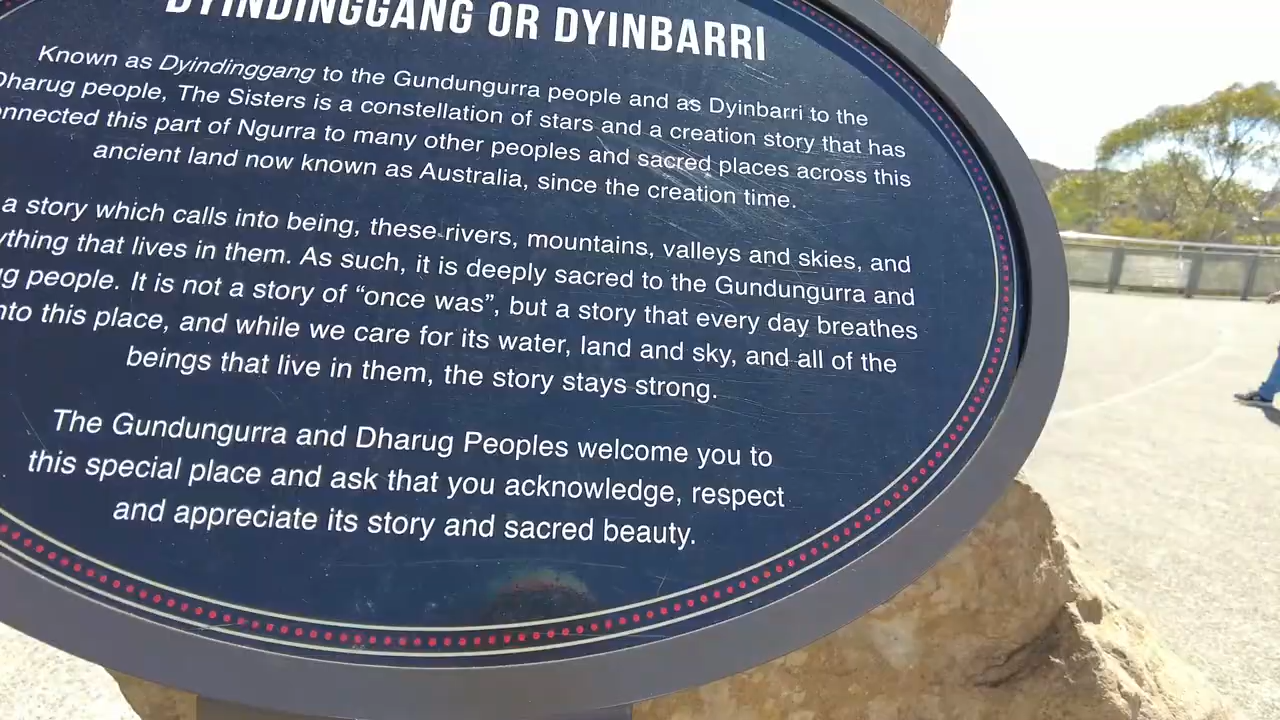 DYINDINGGANG OR DYINBARRI
Known as Dyindinggang to the Gundungurra people and as Dyinbarri to the
Dharug people, The Sisters is a constellation of stars and a creation story that has
this part of Ngurra to many other peoples and sacred places across this
ancient land now known as Australia, since the creation time.
a story which calls into being, these rivers, mountains, valleys and skies, and
that lives in them. As such, it is deeply sacred to the Gundungurra and
people. It is not a story of “once was”, but a story that every day breathes
this place, and while we care for its water, land and sky, and all of the
beings that live in them, the story stays strong.
The Gundungurra and Dharug Peoples welcome you to
this special place and ask that you acknowledge, respect
and appreciate its story and sacred beauty.